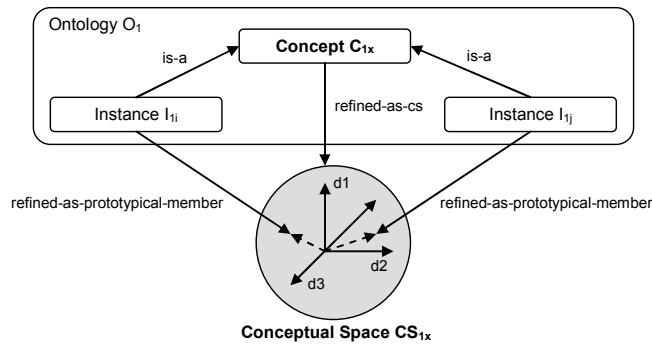 Ontology O₁
Concept C₁ₓ
is-a
is-a
Instance I₁ᵢ
refined-as-cs
Instance I₁ⱼ
d1
refined-as-prototypical-member
refined-as-prototypical-member
d2
d3
Conceptual Space CS₁ₓ